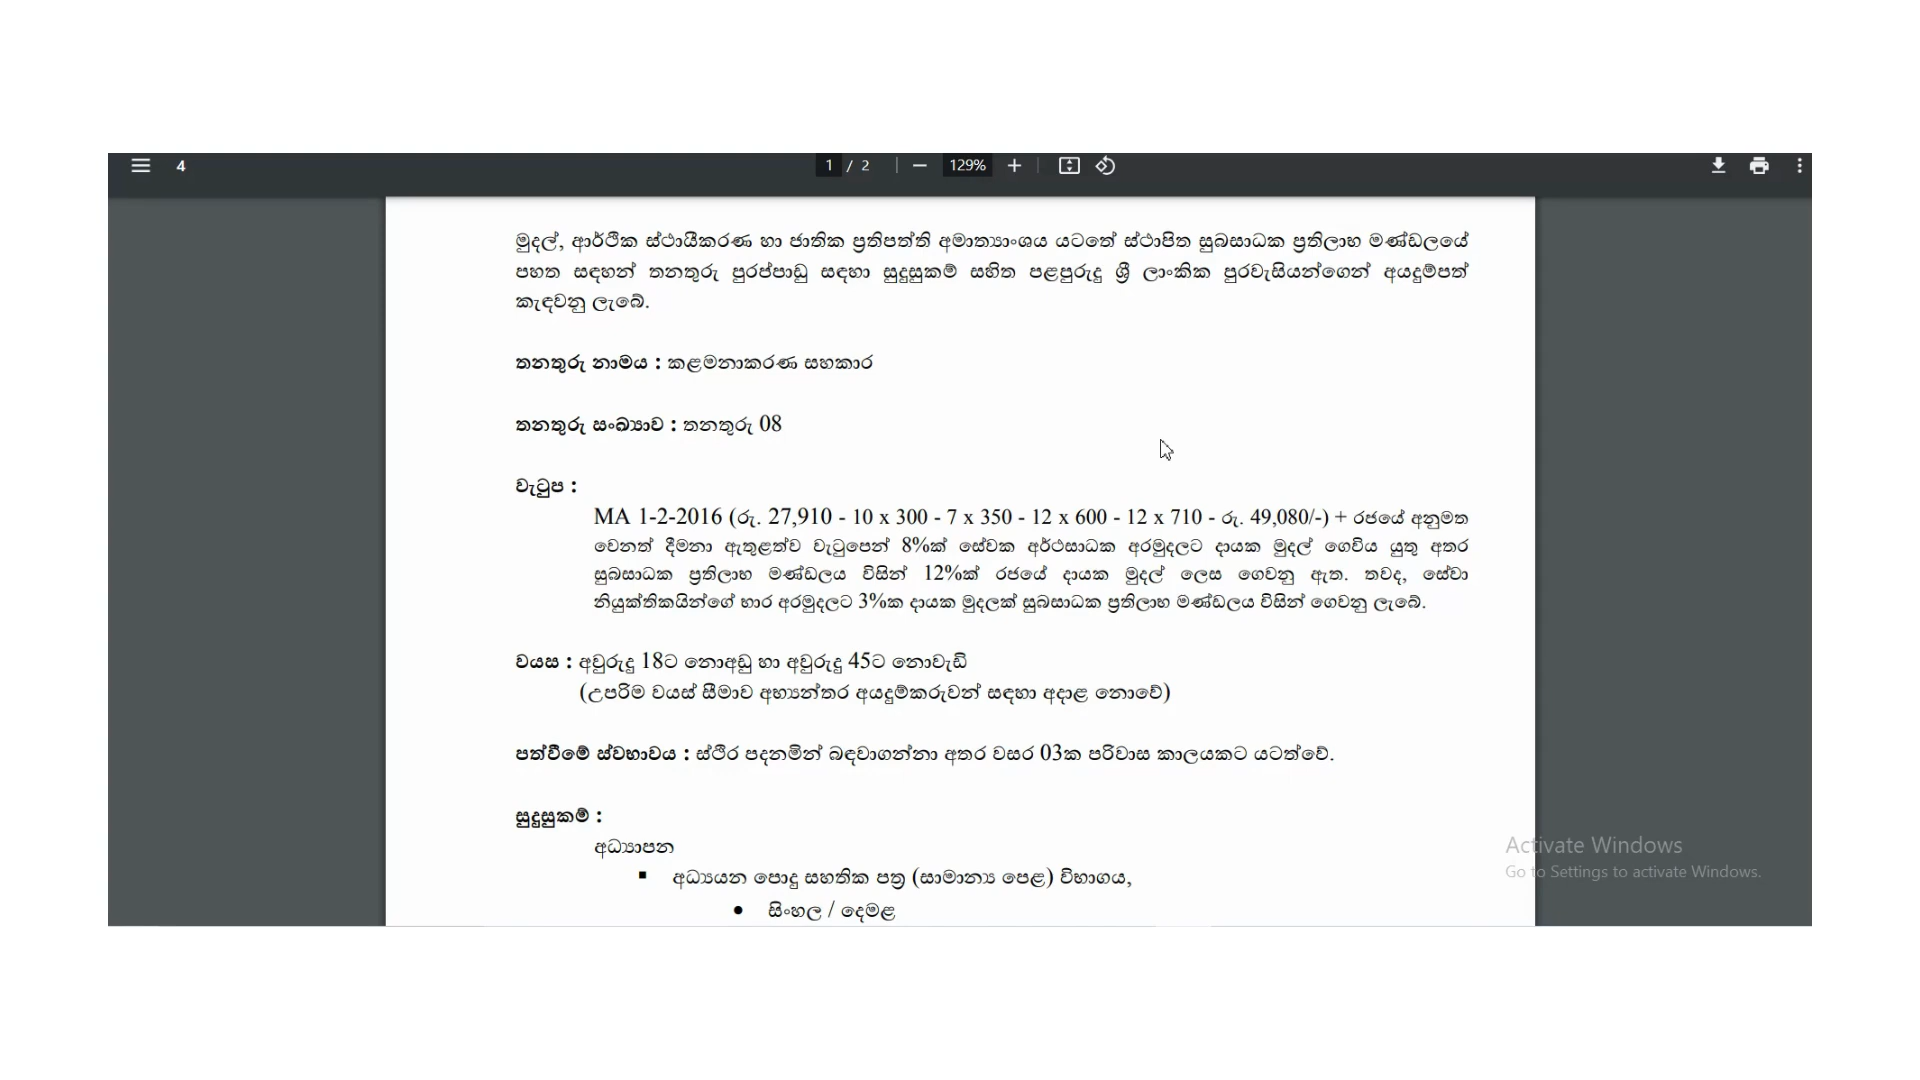 4
1 / 2
129%
මුදල්, ආර්ථික ස්ථායීකරණ හා ජාතික ප්‍රතිපත්ති අමාත්‍යාංශය යටතේ ස්ථාපිත සුබසාධක ප්‍රතිලාභ මණ්ඩලයේ
පහත සඳහන් තනතුරු පුරප්පාඩු සඳහා සුදුසුකම් සහිත පළපුරුදු ශ්‍රී ලාංකික පුරවැසියන්ගෙන් අයදුම්පත්
කැඳවනු ලැබේ.
තනතුරු නාමය : කළමනාකරණ සහකාර
තනතුරු සංඛ්‍යාව : තනතුරු 08
වැටුප :
MA 1-2-2016 (රු. 27,910 - 10 x 300 - 7 x 350 - 12 x 600 - 12 x 710 - රු. 49,080/-) + රජයේ අනුමත
වෙනත් දීමනා ඇතුළත්ව වැටුපෙන් 8%ක් සේවක අර්ථසාධක අරමුදලට දායක මුදල් ගෙවිය යුතු අතර
සුබසාධක ප්‍රතිලාභ මණ්ඩලය විසින් 12%ක් රජයේ දායක මුදල් ලෙස ගෙවනු ඇත. තවද, සේවා
නියුක්තිකයින්ගේ භාර අරමුදලට 3%ක දායක මුදලක් සුබසාධක ප්‍රතිලාභ මණ්ඩලය විසින් ගෙවනු ලැබේ.
වයස : අවුරුදු 18ට නොඅඩු හා අවුරුදු 45ට නොවැඩි
(උපරිම වයස් සීමාව අභ්‍යන්තර අයදුම්කරුවන් සඳහා අදාළ නොවේ)
පත්වීමේ ස්වභාවය : ස්ථිර පදනමින් බඳවාගන්නා අතර වසර 03ක පරිවාස කාලයකට යටත්වේ.
සුදුසුකම් :
අධ්‍යාපන
▪ අධ්‍යයන පොදු සහතික පත්‍ර (සාමාන්‍ය පෙළ) විභාගය,
• සිංහල / දෙමළ
Activate Windows
Go to Settings to activate Windows.